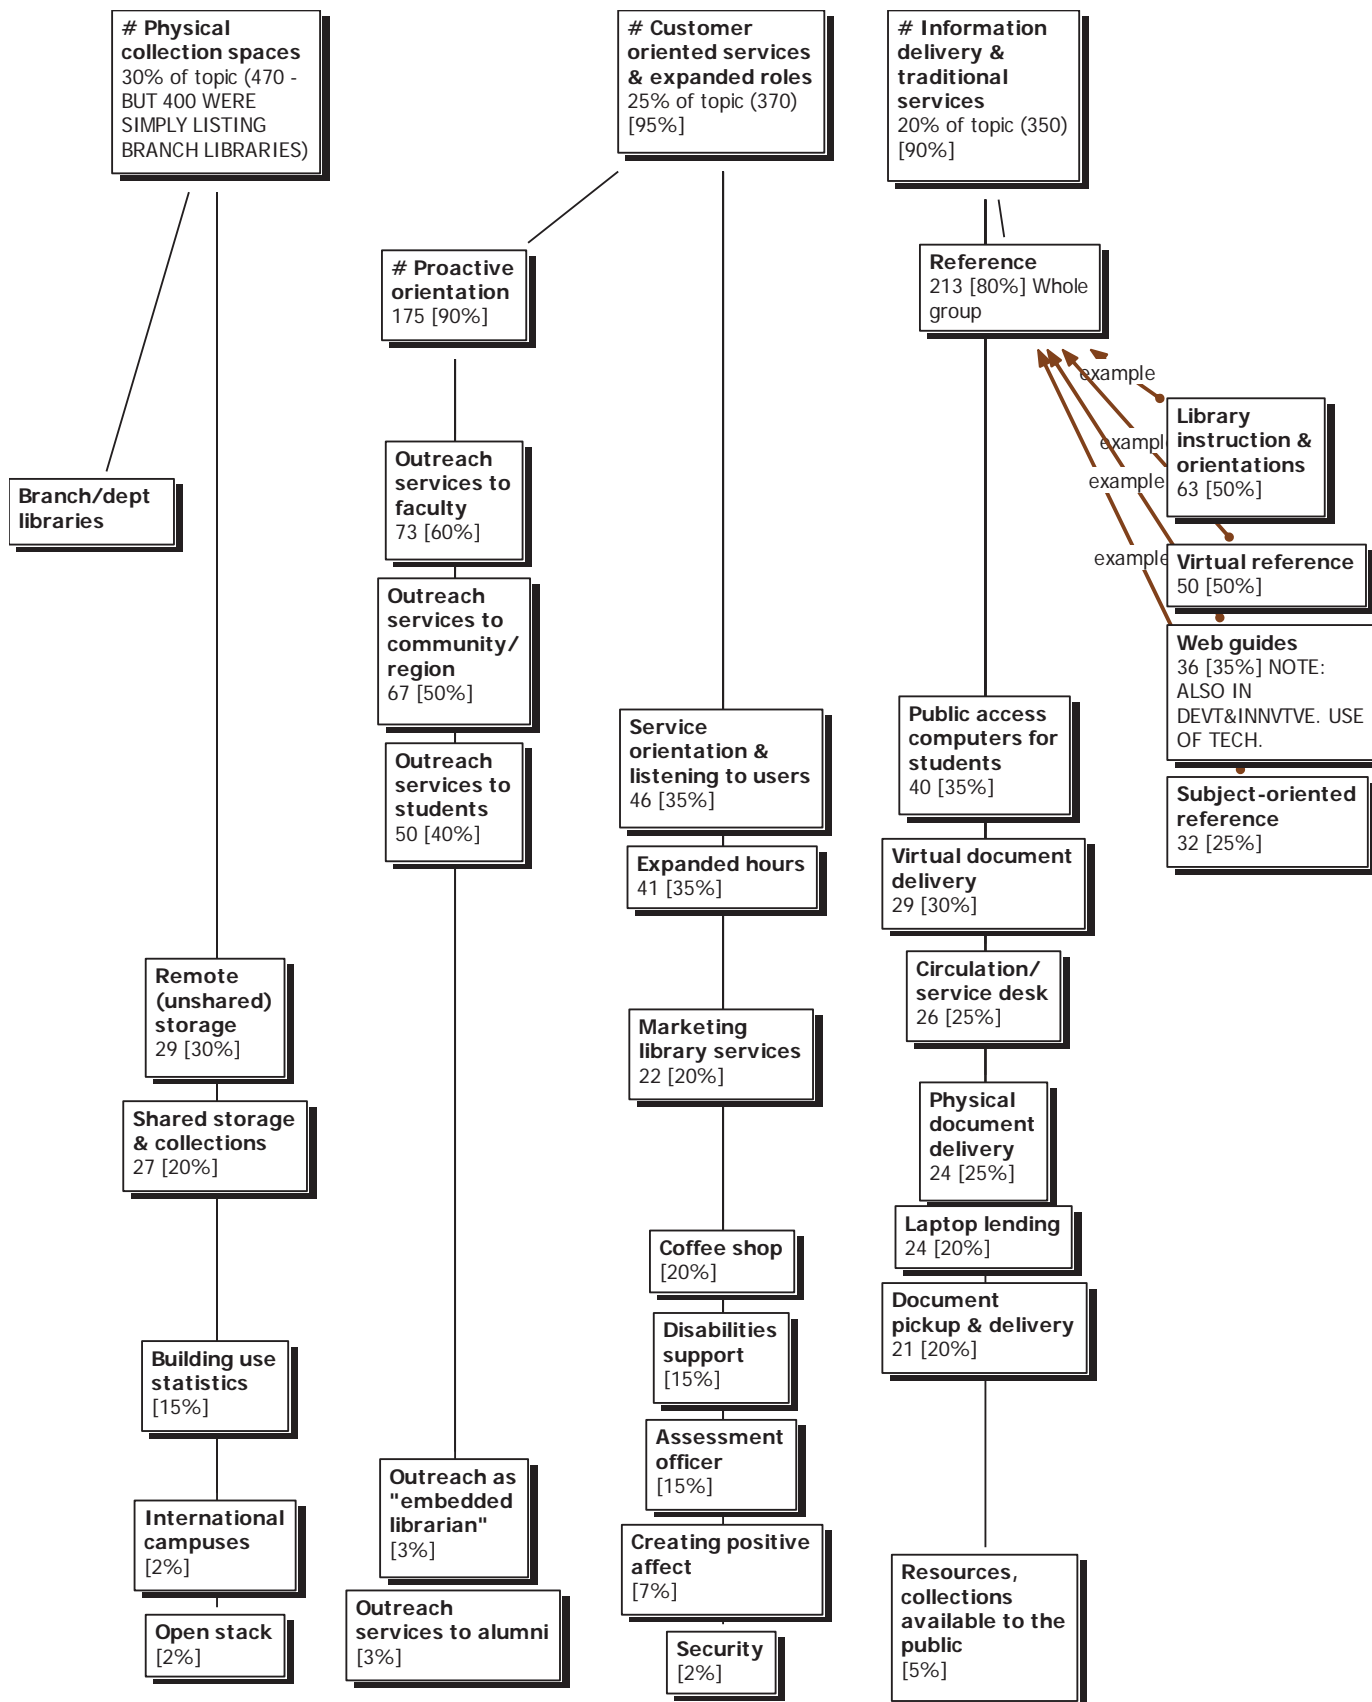 # Physical
collection spaces
30% of topic (470 -
BUT 400 WERE
SIMPLY LISTING
BRANCH LIBRARIES)
Branch/dept
libraries
Remote
(unshared)
storage
29 [30%]
Shared storage
& collections
27 [20%]
Building use
statistics
[15%]
International
campuses
[2%]
Open stack
[2%]
# Customer
oriented services
& expanded roles
25% of topic (370)
[95%]
# Proactive
orientation
175 [90%]
Outreach
services to
faculty
73 [60%]
Outreach
services to
community/
region
67 [50%]
Outreach
services to
students
50 [40%]
Outreach as
"embedded
librarian"
[3%]
Outreach
services to alumni
[3%]
Service
orientation &
listening to users
46 [35%]
Expanded hours
41 [35%]
Marketing
library services
22 [20%]
Coffee shop
[20%]
Disabilities
support
[15%]
Assessment
officer
[15%]
Creating positive
affect
[7%]
Security
[2%]
# Information
delivery &
traditional
services
20% of topic (350)
[90%]
Reference
213 [80%] Whole
group
example
Library
instruction &
orientations
63 [50%]
exampl
Virtual reference
50 [50%]
example
Web guides
36 [35%] NOTE:
ALSO IN
DEVT&INNVTVE. USE
OF TECH.
example
Subject-oriented
reference
32 [25%]
Public access
computers for
students
40 [35%]
Virtual document
delivery
29 [30%]
Circulation/
service desk
26 [25%]
Physical
document
delivery
24 [25%]
Laptop lending
24 [20%]
Document
pickup & delivery
21 [20%]
Resources,
collections
available to the
public
[5%]